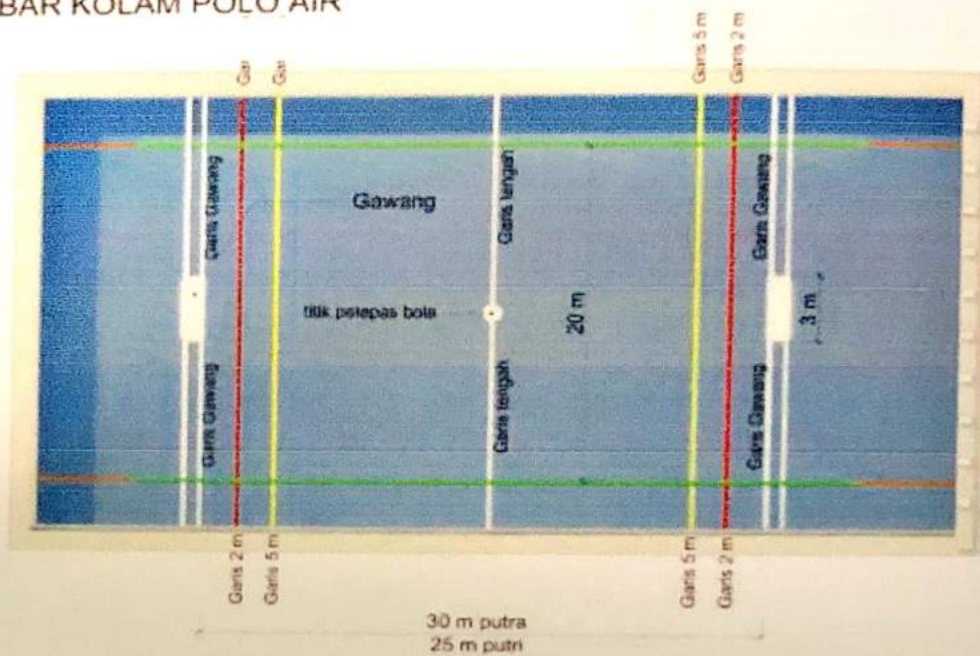 BAR KOLAM POLO AIR
Gar
Gar
Garis 5 m
Garis 2 m
Garis Gawang
Gawang
Garis tengah
Garis Gawang
titik pelepas bola
20 m
3 m
Garis Gawang
Garis tengah
Garis Gawang
Garis 2 m
Garis 5 m
Garis 5 m
Garis 2 m
30 m putra
25 m putri